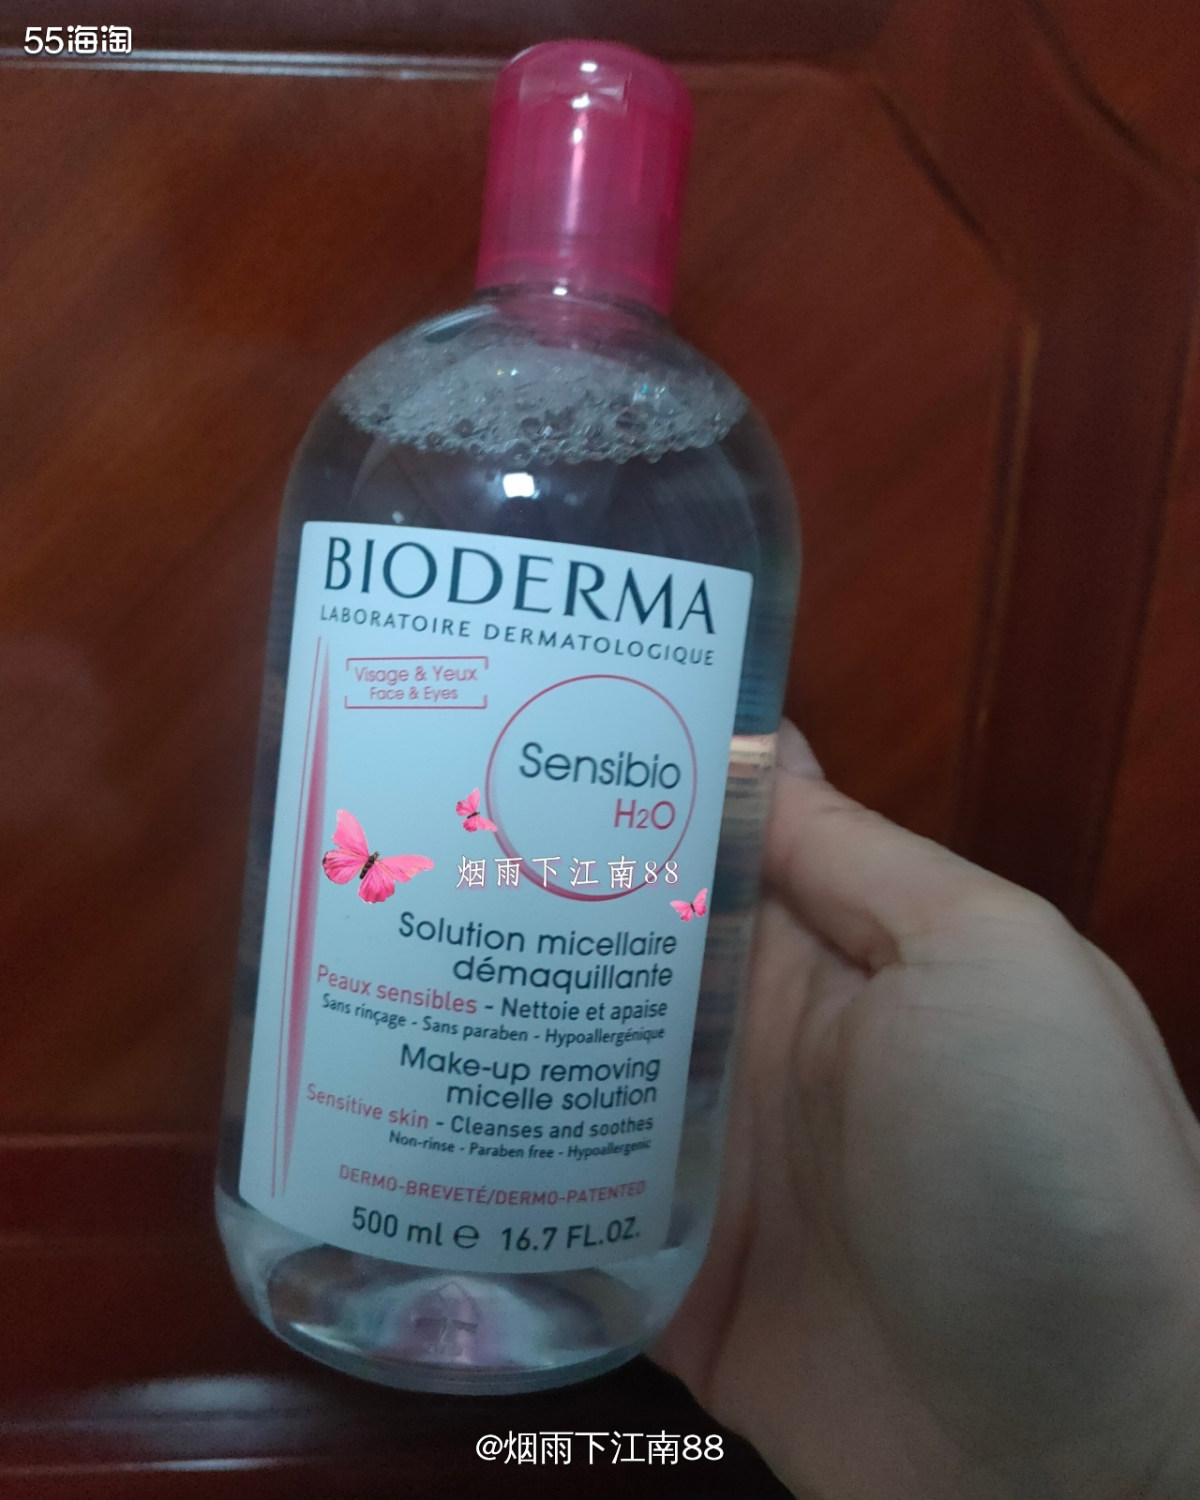 55海淘
BIODERMA
LABORATOIRE DERMATOLOGIQUE
Visage & Yeux
Face & Eyes
Sensibio
H2O
烟雨下江南88
Solution micellaire
démaquillante
Peaux sensibles - Nettoie et apaise
Sans rinçage - Sans paraben - Hypoallergénique
Make-up removing
micelle solution
Sensitive skin - Cleanses and soothes
Non-rinse - Paraben free - Hypoallergenic
DERMO-BREVETÉ/DERMO-PATENTED
500 ml ℮ 16.7 FL.OZ.
@烟雨下江南88